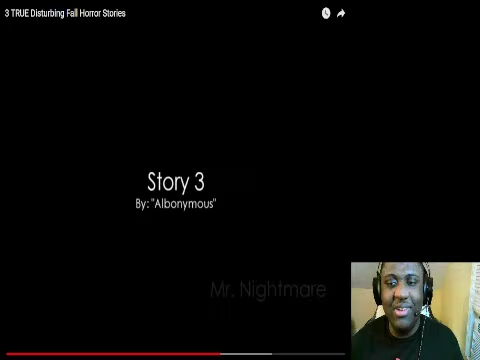 3 TRUE Disturbing Fall Horror Stories
Story 3
By: "Albonymous"
Mr. Nightmare